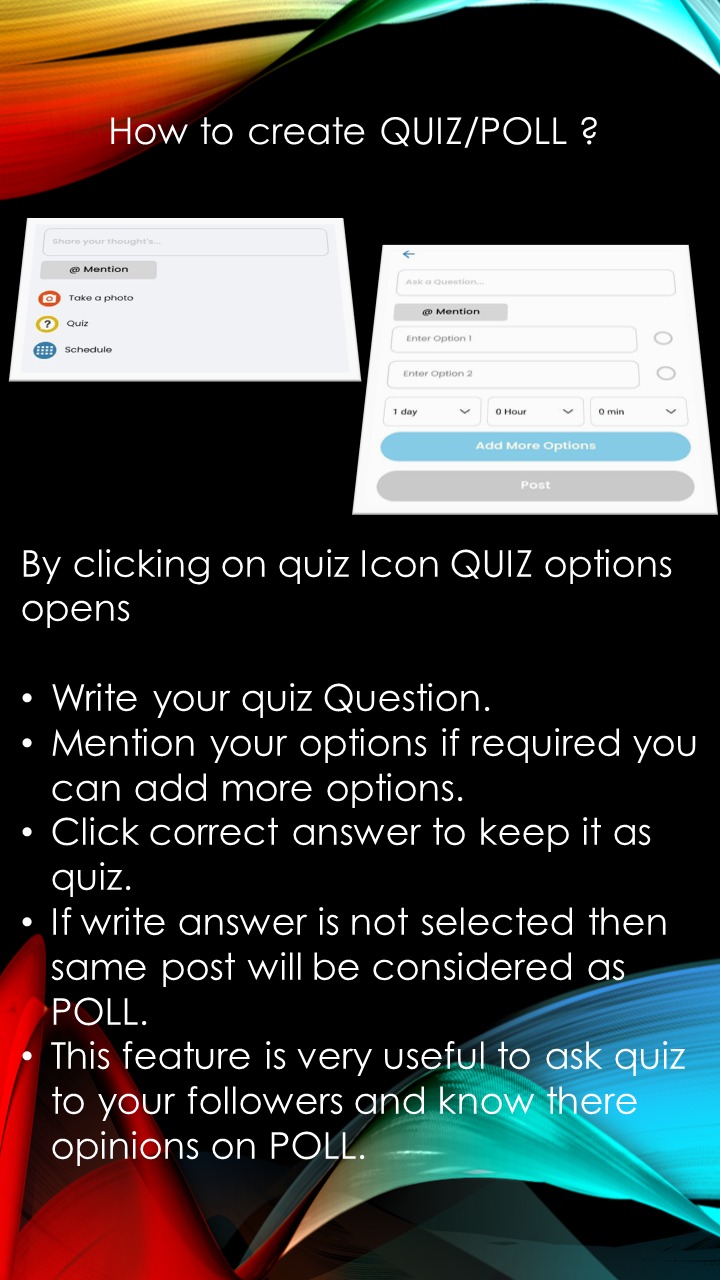 How to create QUIZ/POLL ?
Share your thought's...
@ Mention
Take a photo
? Quiz
Schedule
Ask a Question...
@ Mention
Enter Option 1
Enter Option 2
1 day 0 Hour 0 min
Add More Options
Post
By clicking on quiz Icon QUIZ options
opens
• Write your quiz Question.
• Mention your options if required you
can add more options.
• Click correct answer to keep it as
quiz.
• If write answer is not selected then
same post will be considered as
POLL.
• This feature is very useful to ask quiz
to your followers and know there
opinions on POLL.